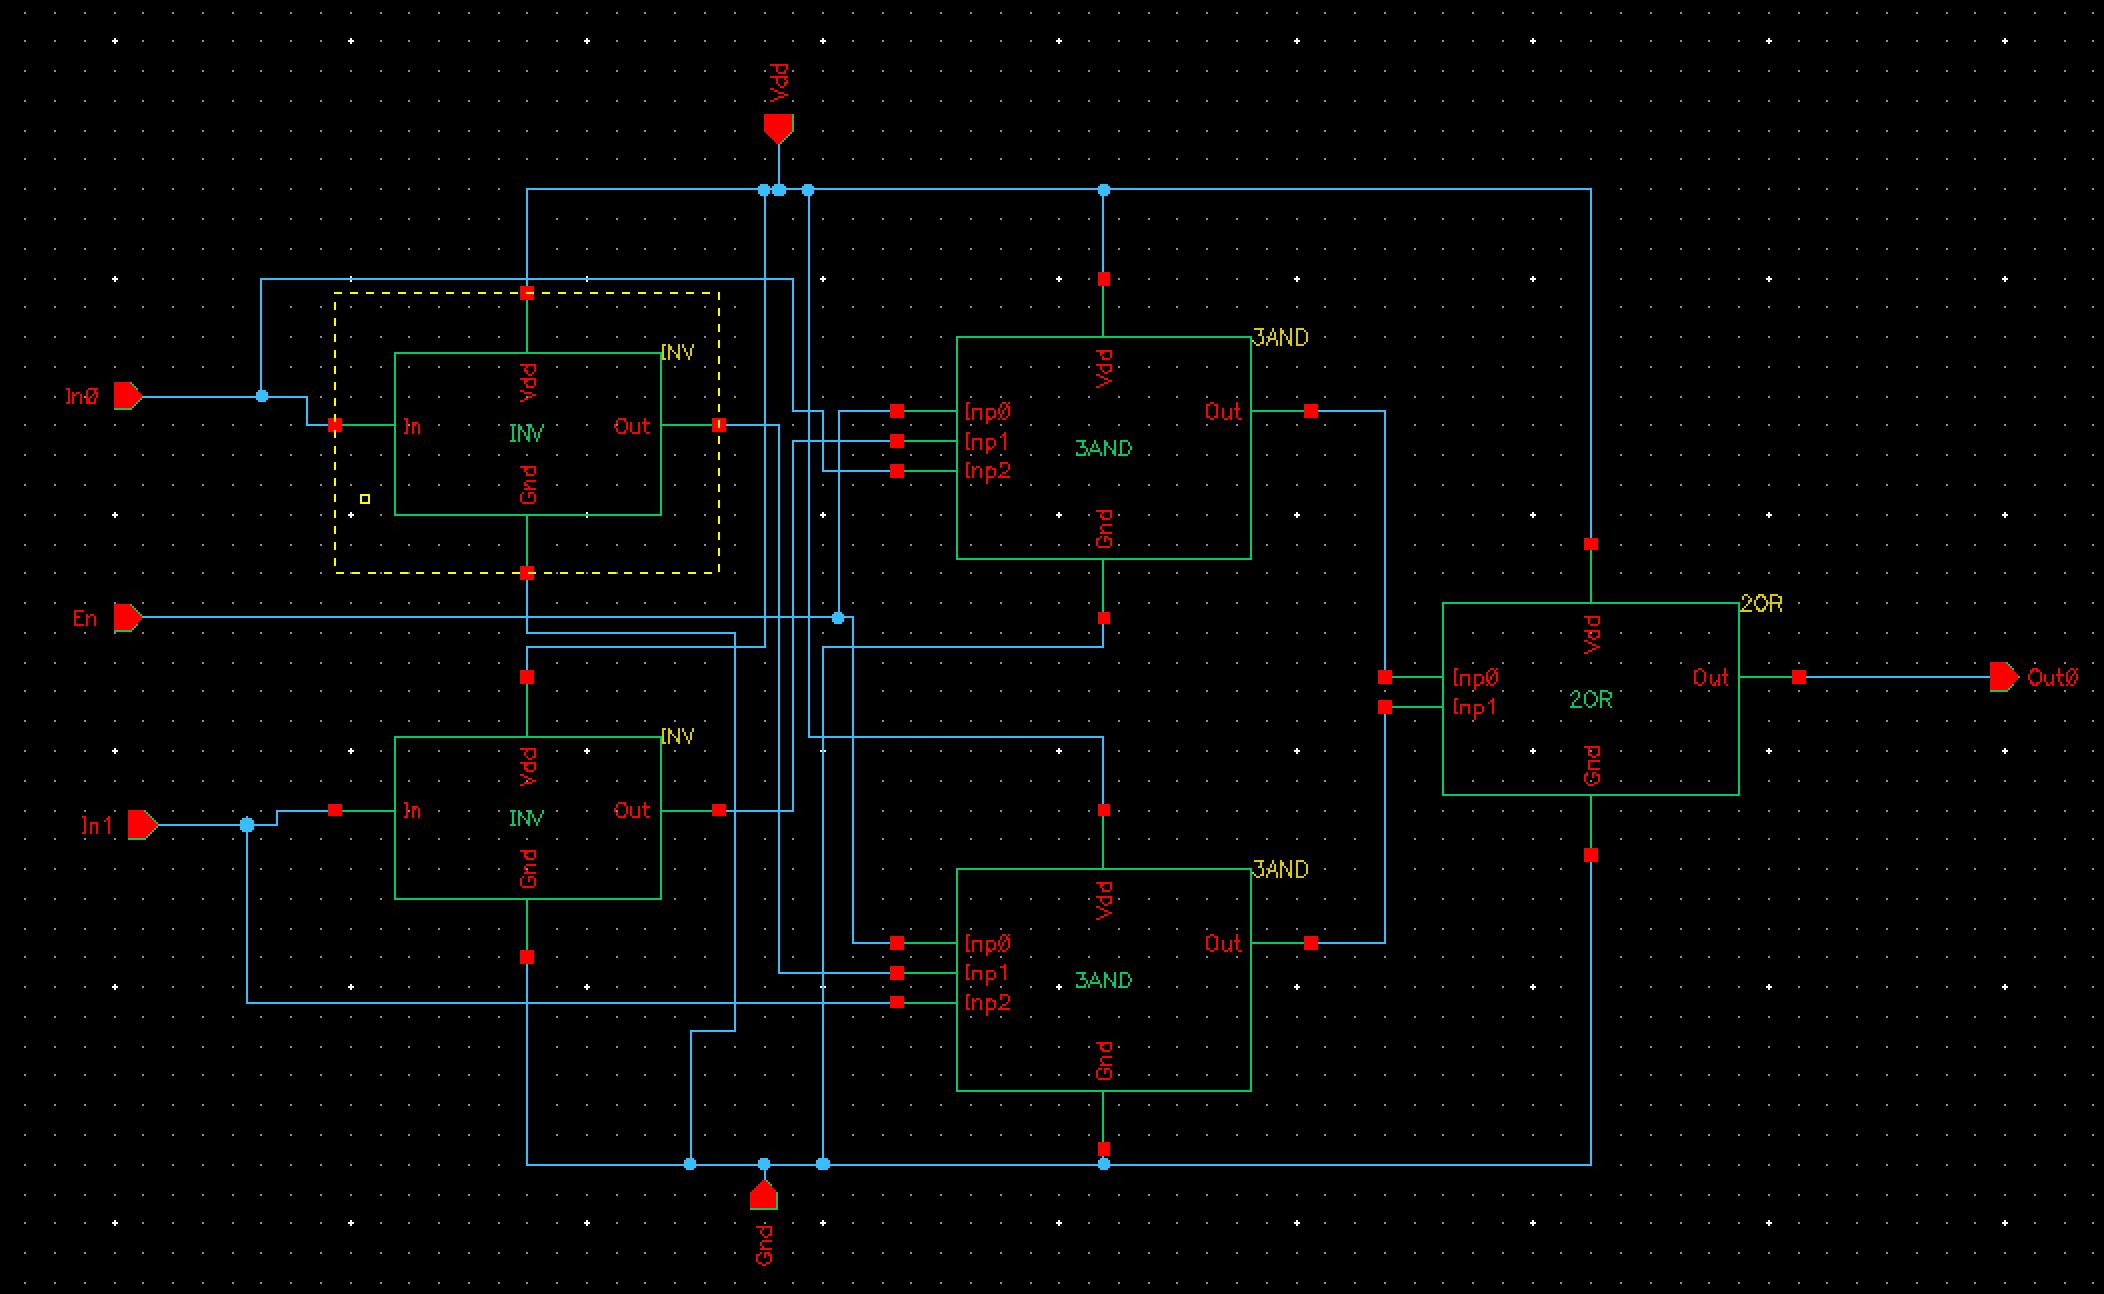 Vdd
INV
3AND
Vdd
Vdd
In0
In
INV
Out
Inp0
Inp1
Inp2
3AND
Out
Gnd
Gnd
En
2OR
Vdd
Inp0
Inp1
2OR
Out
Out0
Gnd
INV
Vdd
In1
In
INV
Out
Gnd
3AND
Vdd
Inp0
Inp1
Inp2
3AND
Out
Gnd
Gnd